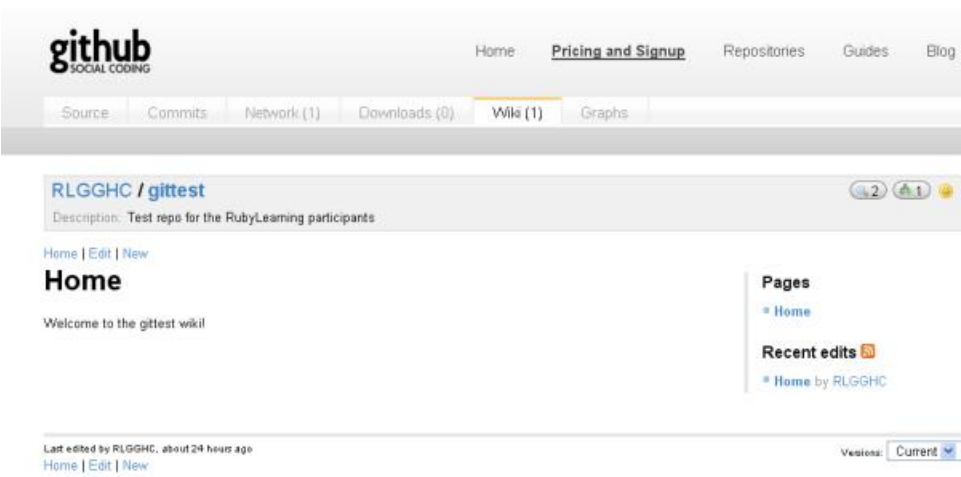 github
SOCIAL CODING
Home Pricing and Signup Repositories Guides Blog
Source Commits Network (1) Downloads (0) Wiki (1) Graphs
RLGGHC / gittest
2 1
Description: Test repo for the RubyLearning participants
Home | Edit | New
Home
Welcome to the gittest wiki!
Pages
Home
Recent edits
Home by RLGGHC
Last edited by RLGGHC, about 24 hours ago
Versions: Current
Home | Edit | New